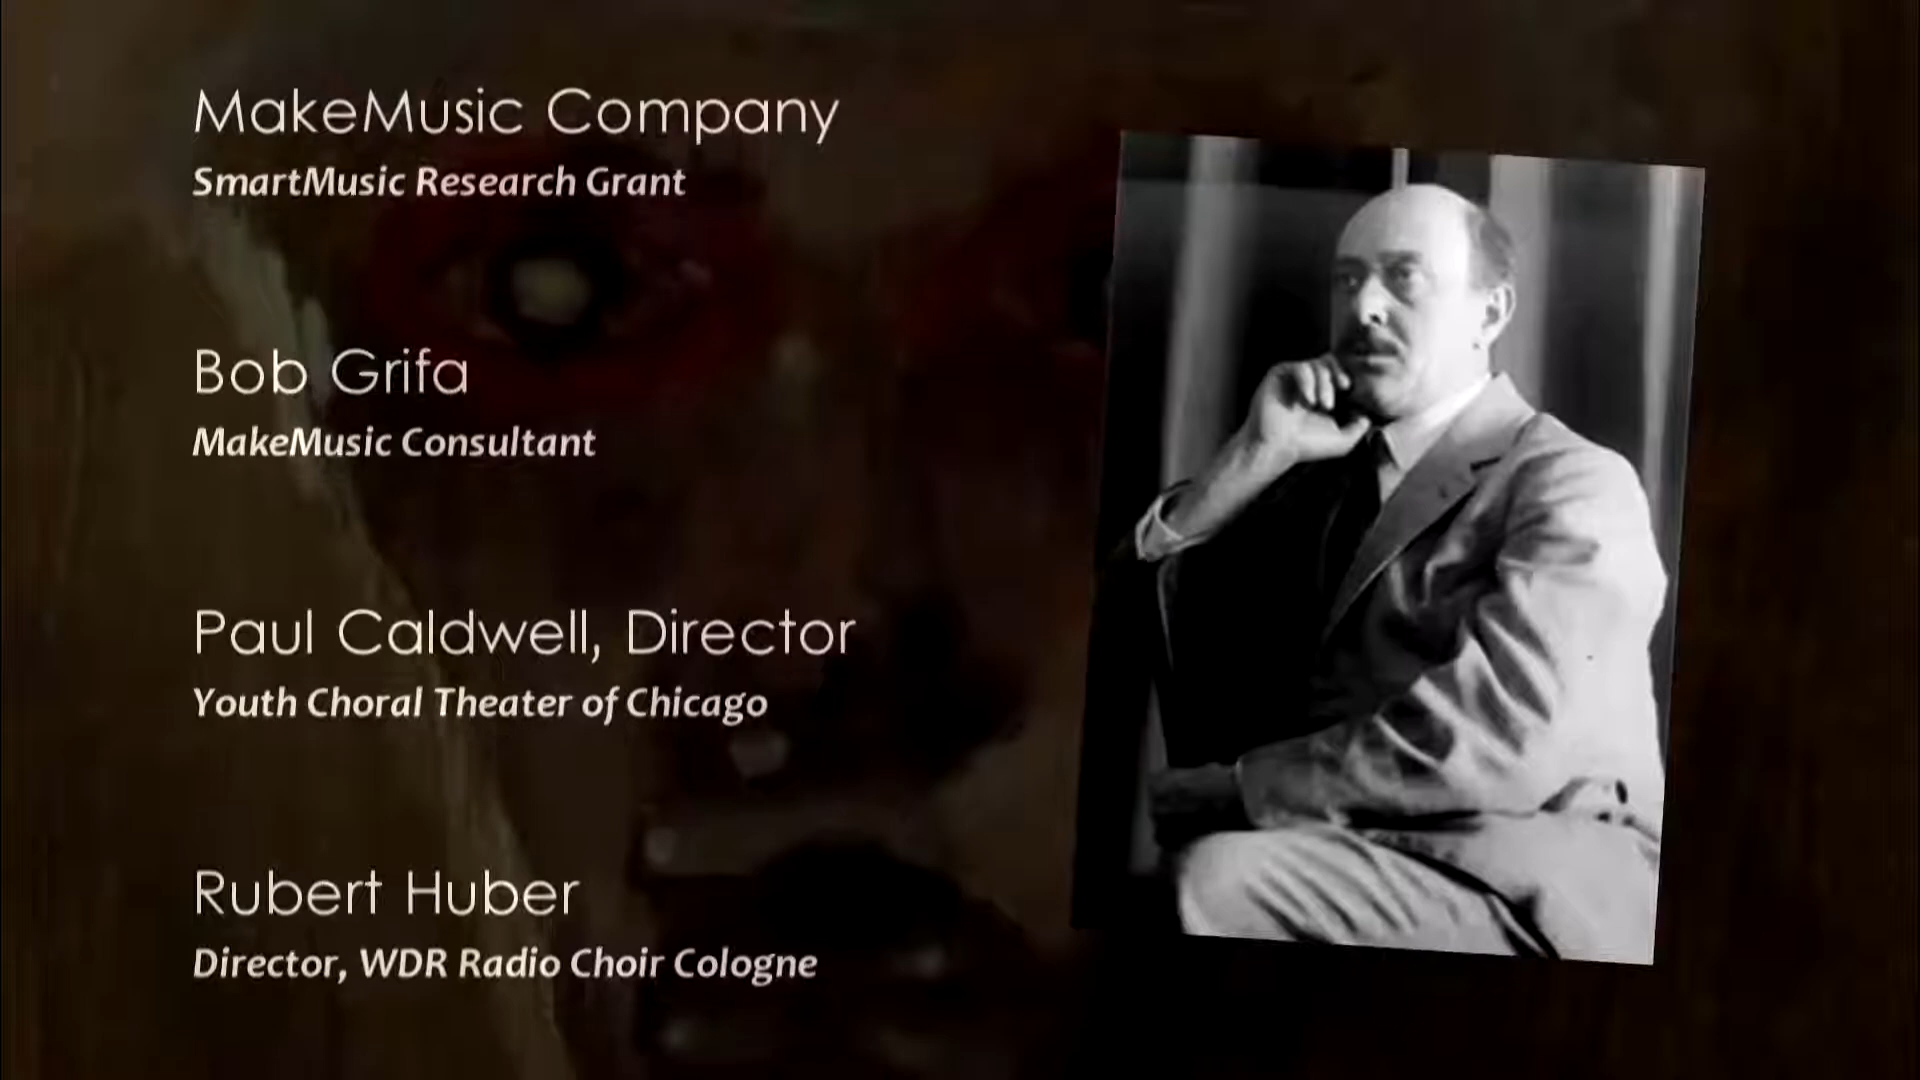 MakeMusic Company
SmartMusic Research Grant
Bob Grifa
MakeMusic Consultant
Paul Caldwell, Director
Youth Choral Theater of Chicago
Rubert Huber
Director, WDR Radio Choir Cologne